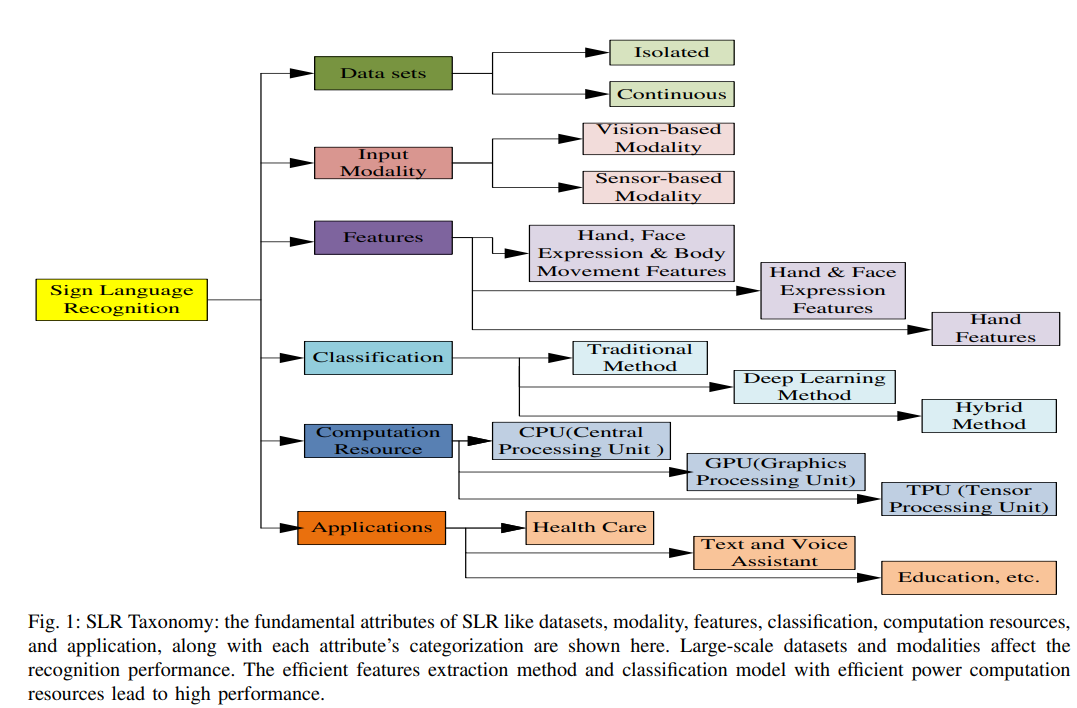 Isolated
Data sets
Continuous
Vision-based
Modality
Input
Modality
Sensor-based
Modality
Features
Hand, Face
Expression & Body
Movement Features
Hand & Face
Expression
Features
Hand
Features
Sign Language
Recognition
Classification
Traditional
Method
Deep Learning
Method
Hybrid
Method
Computation
Resource
CPU(Central
Processing Unit )
GPU(Graphics
Processing Unit)
TPU (Tensor
Processing Unit)
Applications
Health Care
Text and Voice
Assistant
Education, etc.
Fig. 1: SLR Taxonomy: the fundamental attributes of SLR like datasets, modality, features, classification, computation resources,
and application, along with each attribute's categorization are shown here. Large-scale datasets and modalities affect the
recognition performance. The efficient features extraction method and classification model with efficient power computation
resources lead to high performance.